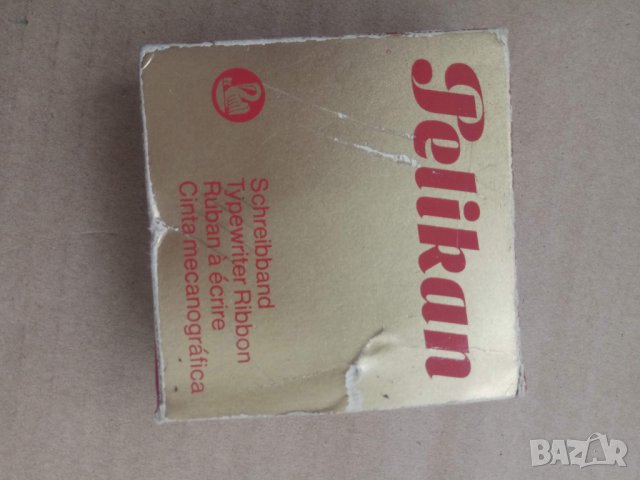 Pelikan
Schreibband
Typewriter Ribbon
Ruban à écrire
Cinta mecanográfica
BAZAR